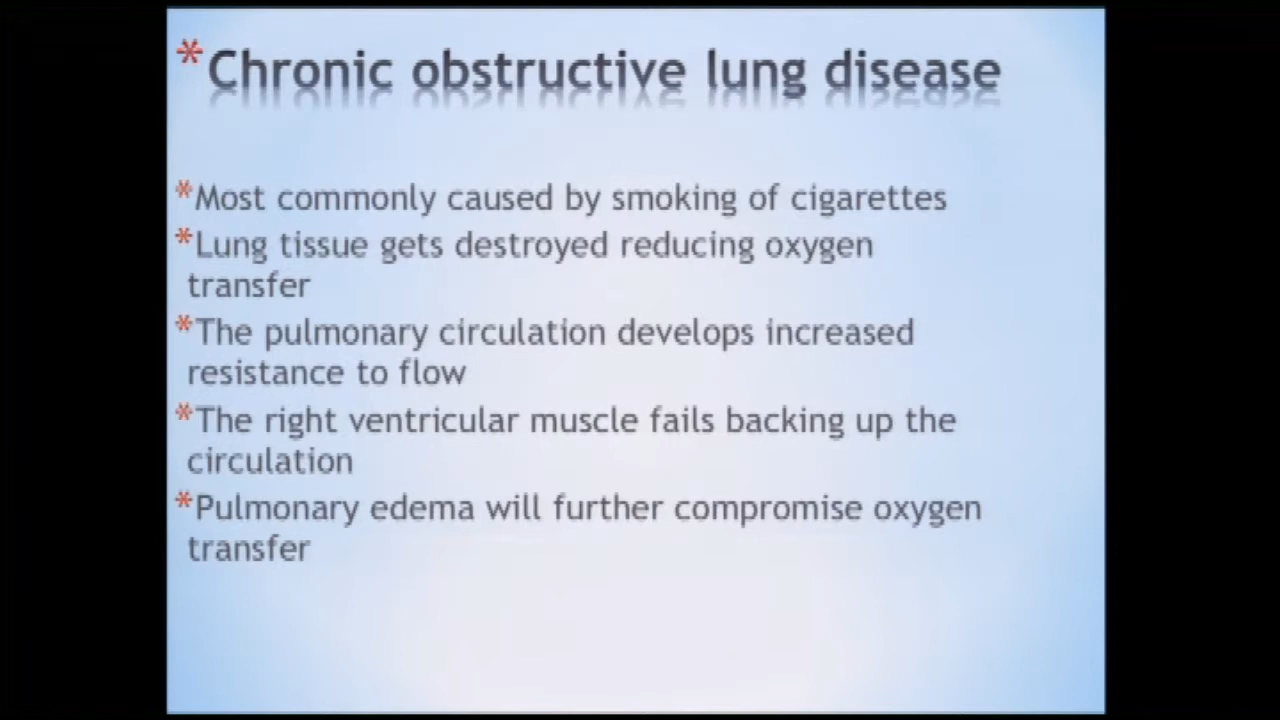 *Chronic obstructive lung disease
*Most commonly caused by smoking of cigarettes
*Lung tissue gets destroyed reducing oxygen
transfer
*The pulmonary circulation develops increased
resistance to flow
*The right ventricular muscle fails backing up the
circulation
*Pulmonary edema will further compromise oxygen
transfer